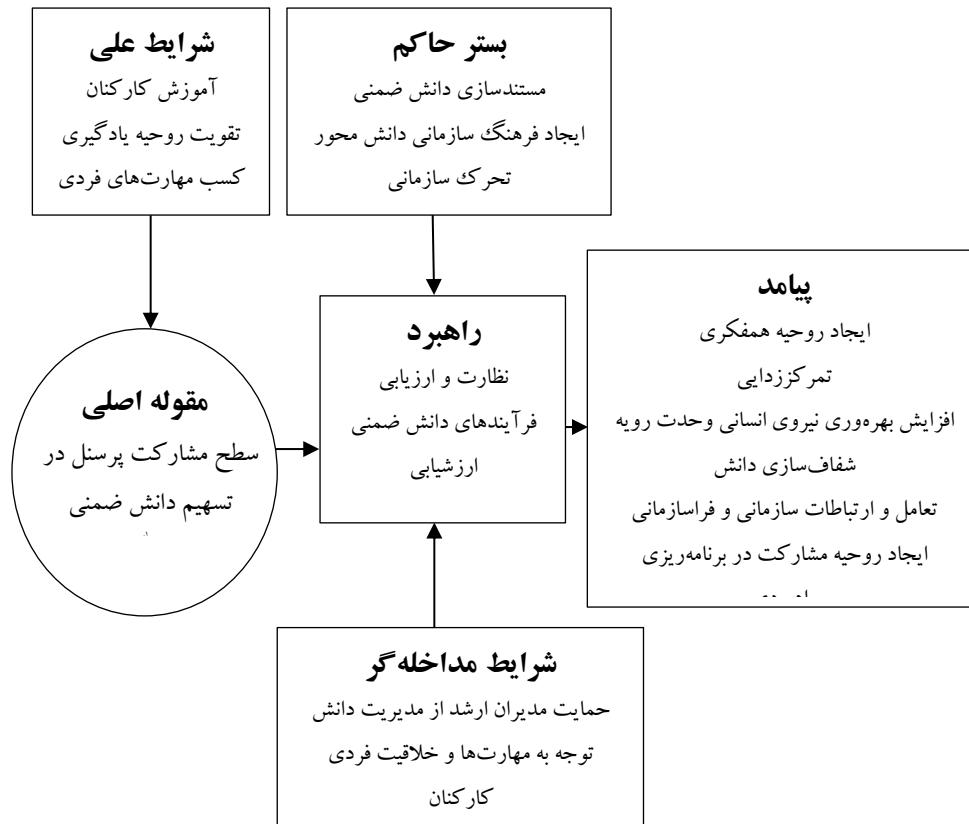 شرایط علی
آموزش کارکنان
تقویت روحیه یادگیری
کسب مهارت‌های فردی
بستر حاکم
مستندسازی دانش ضمنی
ایجاد فرهنگ سازمانی دانش محور
تحرک سازمانی
مقوله اصلی
سطح مشارکت پرسنل در
تسهیم دانش ضمنی
راهبرد
نظارت و ارزیابی
فرآیندهای دانش ضمنی
ارزشیابی
پیامد
ایجاد روحیه همفکری
تمرکززدایی
افزایش بهره‌وری نیروی انسانی وحدت رویه
شفاف‌سازی دانش
تعامل و ارتباطات سازمانی و فراسازمانی
ایجاد روحیه مشارکت در برنامه‌ریزی
شرایط مداخله‌گر
حمایت مدیران ارشد از مدیریت دانش
توجه به مهارت‌ها و خلاقیت فردی
کارکنان